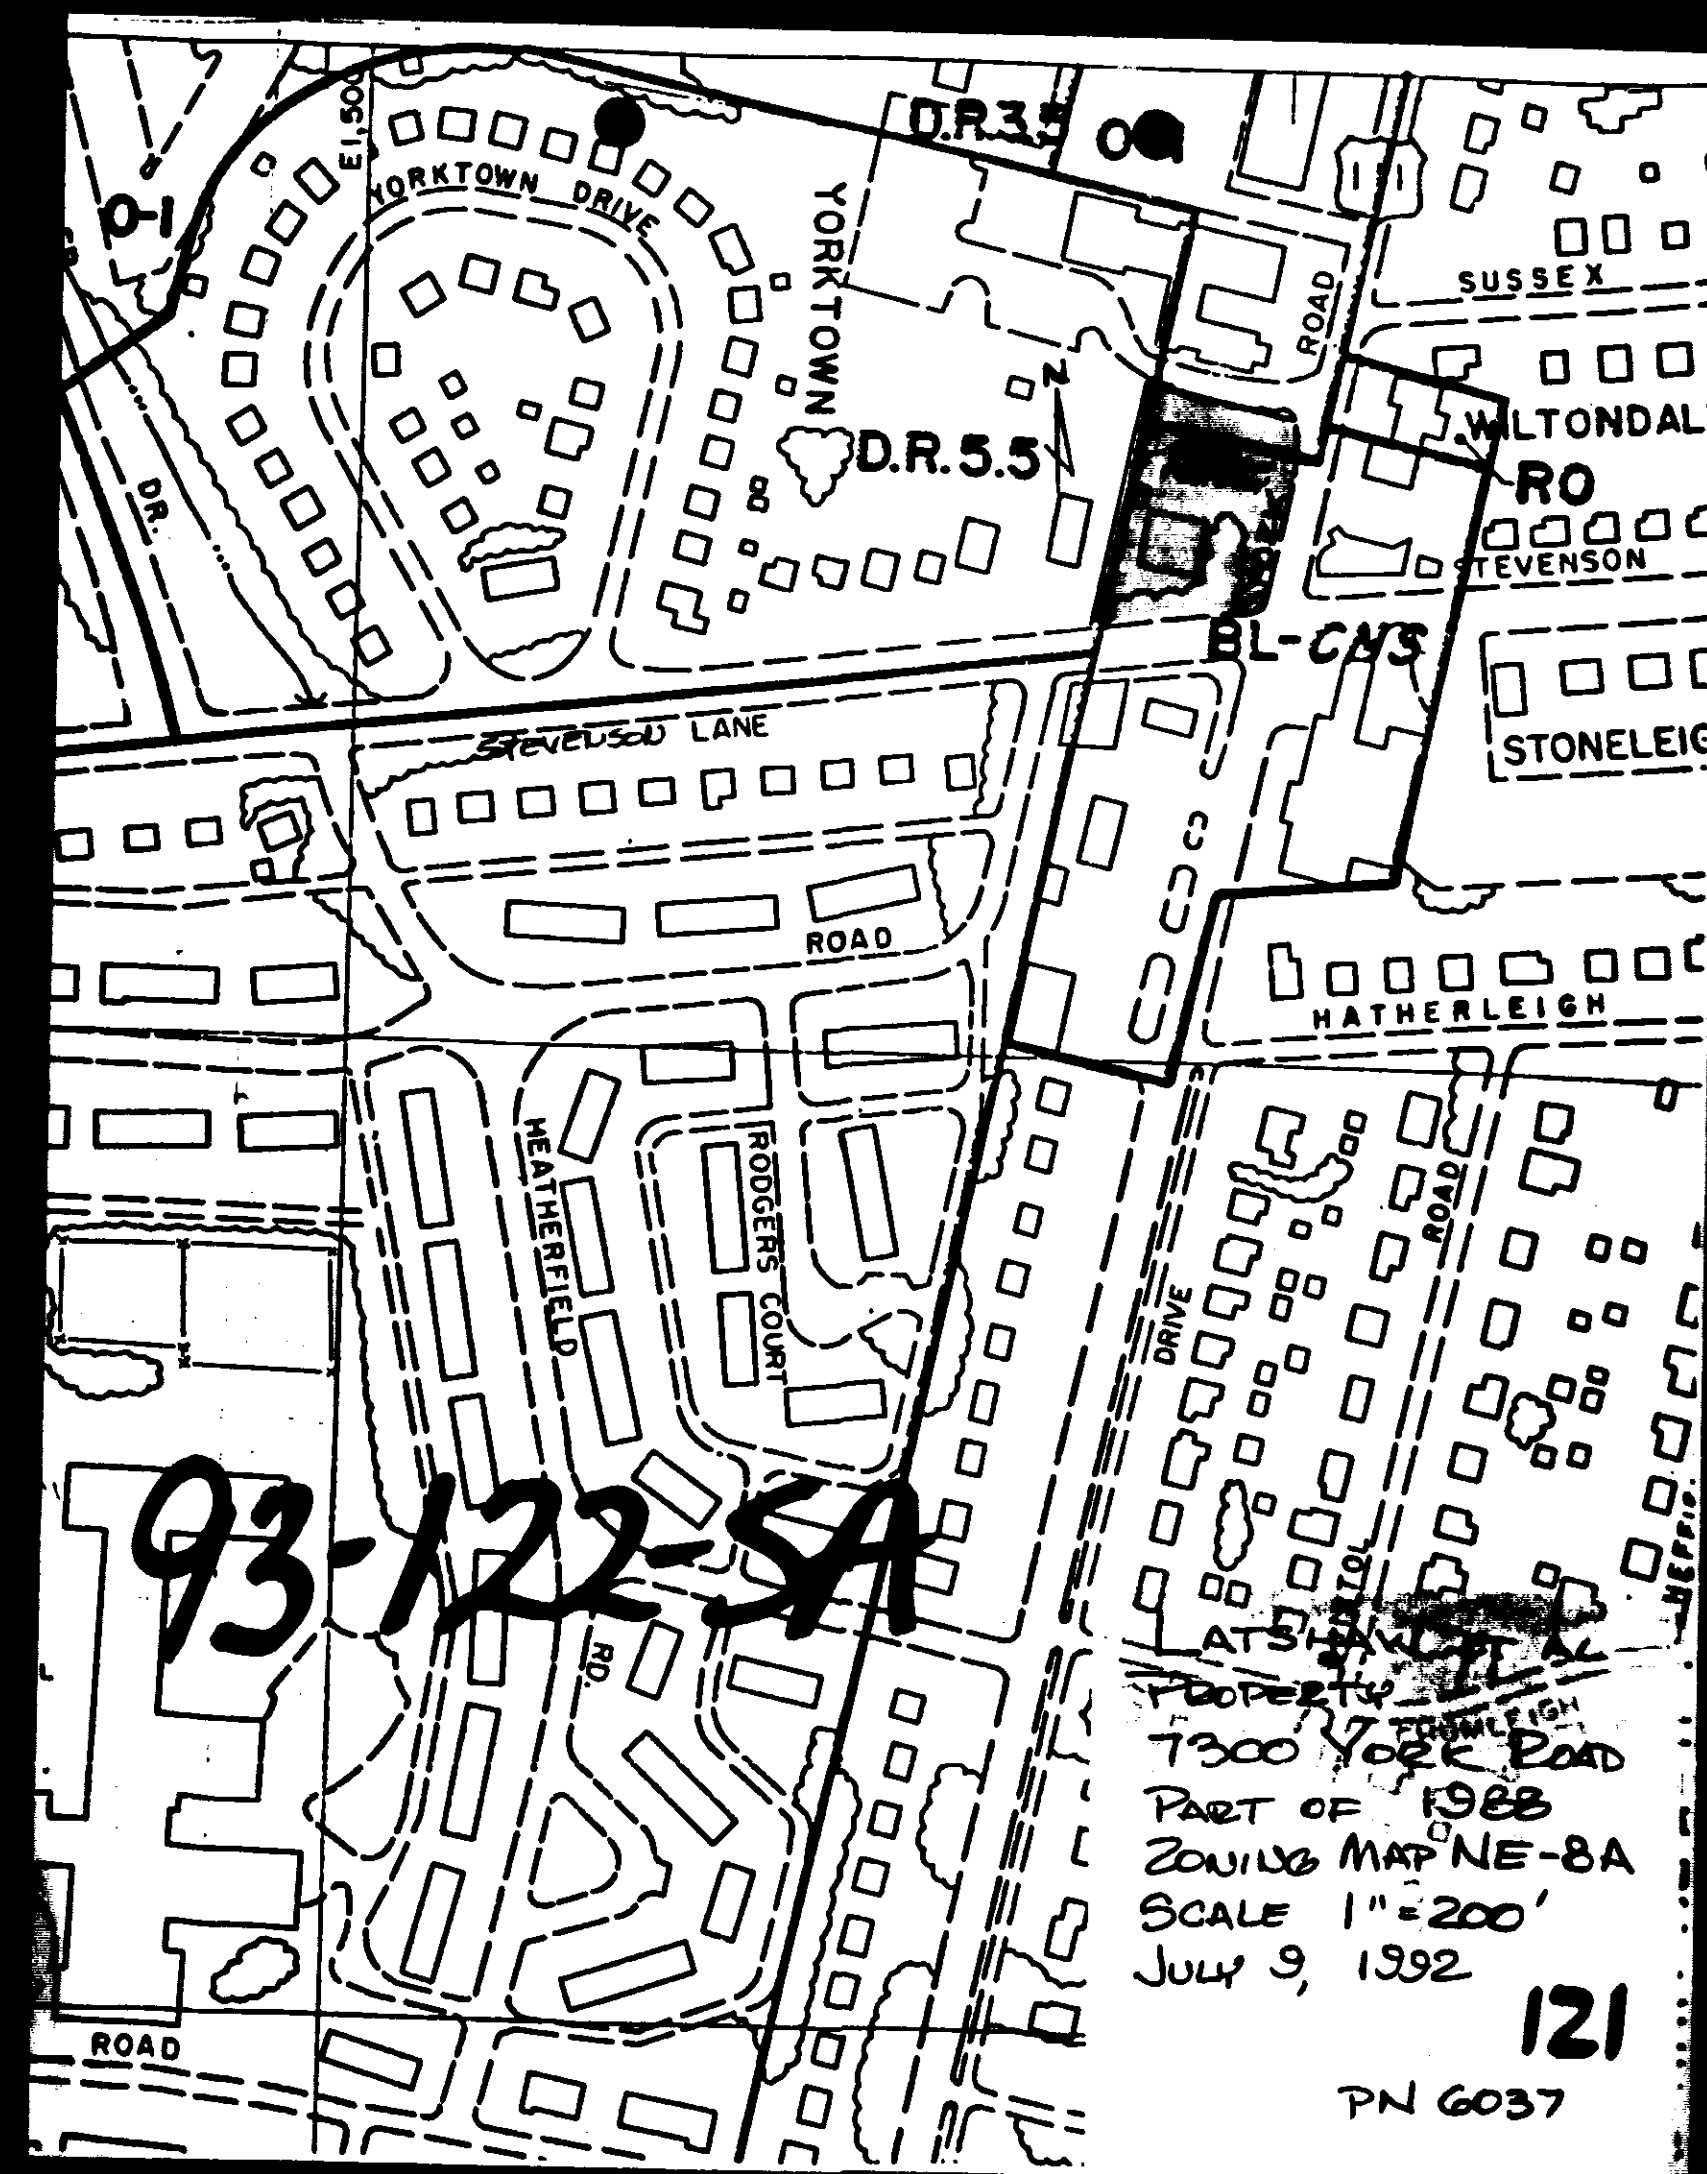 E1,500
D.R.3.5
O-1
YORKTOWN DRIVE
YORKTOWN
ROAD
SUSSEX
D.R.5.5
N
RO
DR.
STEVENSON
BL-CNS
STEVENSON LANE
ROAD
HATHERLEIGH
HEATHERFIELD
RODGERS COURT
ROAD
DRIVE
93-122-SA
RD.
PROPERTY
7300 YORK ROAD
PART OF 1988
ZONING MAP NE-8A
SCALE 1"=200'
JULY 9, 1992
121
ROAD
PN 6037